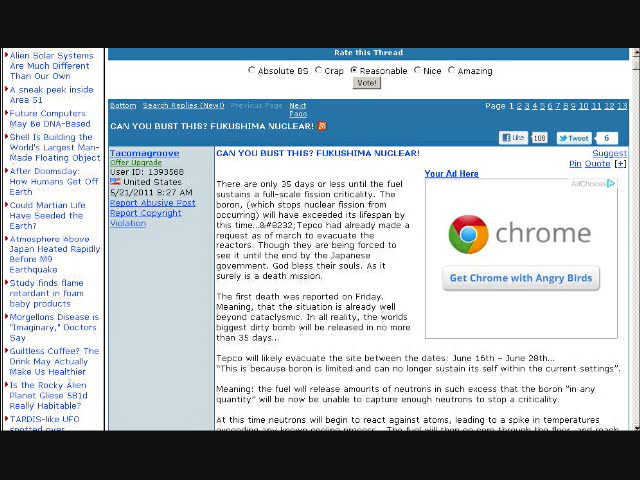 Alien Solar Systems
Are Much Different
Than Our Own
A sneak peek inside
Area 51
Future Computers
May Be DNA-Based
Shell Is Building the
World's Largest Man-
Made Floating Object
After Doomsday:
How Humans Get Off
Earth
Could Martian Life
Have Seeded the
Earth?
Atmosphere Above
Japan Heated Rapidly
Before M9
Earthquake
Study finds flame
retardant in foam
baby products
Morgellons Disease is
"Imaginary," Doctors
Say
Guiltless Coffee? The
Drink May Actually
Make Us Healthier
Is the Rocky Alien
Planet Gliese 581d
Really Habitable?
TARDIS-like UFO
spotted over
Rate this Thread
Absolute BS Crap Reasonable Nice Amazing
Vote!
Bottom Search Replies (New!) Previous Page Next Page
Page 1 2 3 4 5 6 7 8 9 10 11 12 13
CAN YOU BUST THIS? FUKUSHIMA NUCLEAR!
Like 108 Tweet 6
Tacomagroove
Offer Upgrade
User ID: 1393568
United States
5/21/2011 8:27 AM
Report Abusive Post
Report Copyright
Violation
CAN YOU BUST THIS? FUKUSHIMA NUCLEAR!
Suggest
Pin Quote [+]
Your Ad Here
AdChoices
chrome
Get Chrome with Angry Birds
There are only 35 days or less until the fuel
sustains a full-scale fission criticality. The
boron, (which stops nuclear fission from
occurring) will have exceeded its lifespan by
this time...&#8232;Tepco had already made a
request as of march to evacuate the
reactors. Though they are being forced to
see it until the end by the Japanese
government. God bless their souls. As it
surely is a death mission.
The first death was reported on Friday.
Meaning, that the situation is already well
beyond cataclysmic. In all reality, the worlds
biggest dirty bomb will be released in no more
than 35 days...
Tepco will likely evacuate the site between the dates: June 16th – June 28th...
"This is because boron is limited and can no longer sustain its self within the current settings".
Meaning: the fuel will release amounts of neutrons in such excess that the boron "in any
quantity" will be now be unable to capture enough neutrons to stop a criticality.
At this time neutrons will begin to react against atoms, leading to a spike in temperatures